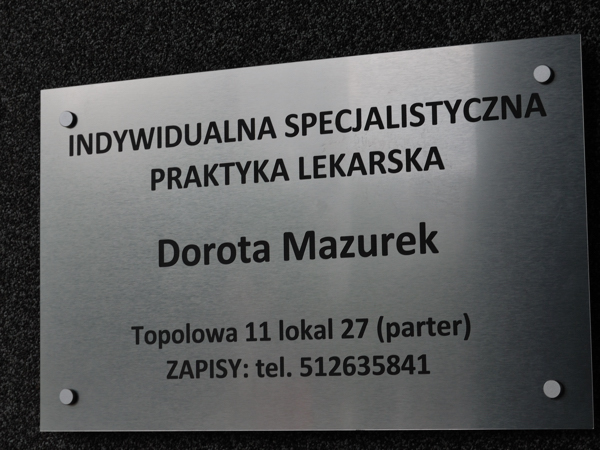 INDYWIDUALNA SPECJALISTYCZNA
PRAKTYKA LEKARSKA
Dorota Mazurek
Topolowa 11 lokal 27 (parter)
ZAPISY: tel. 512635841